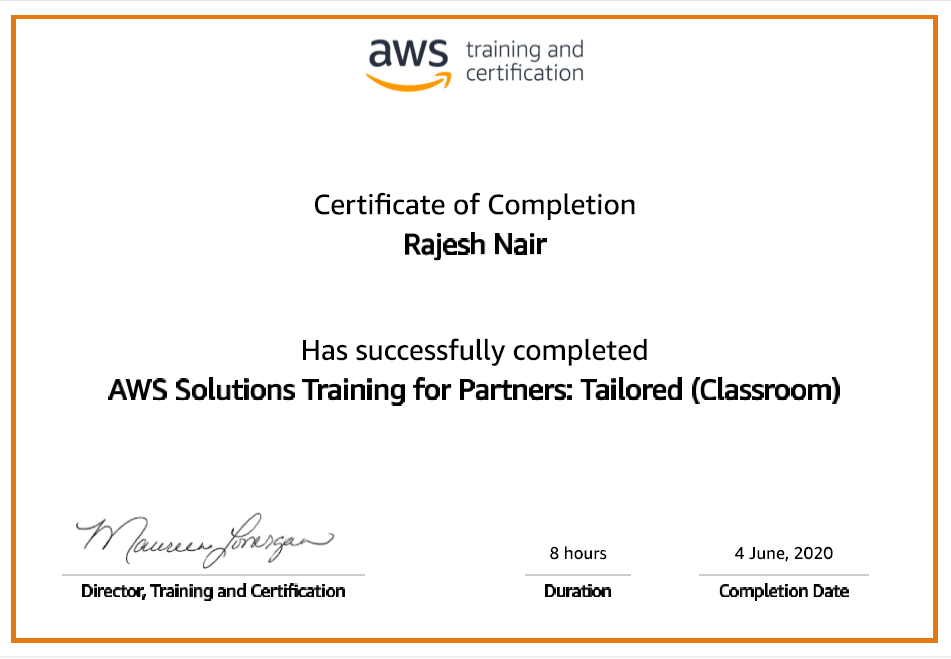 aws training and
certification
Certificate of Completion
Rajesh Nair
Has successfully completed
AWS Solutions Training for Partners: Tailored (Classroom)
Maureen Lonergan
8 hours
4 June, 2020
Director, Training and Certification
Duration
Completion Date